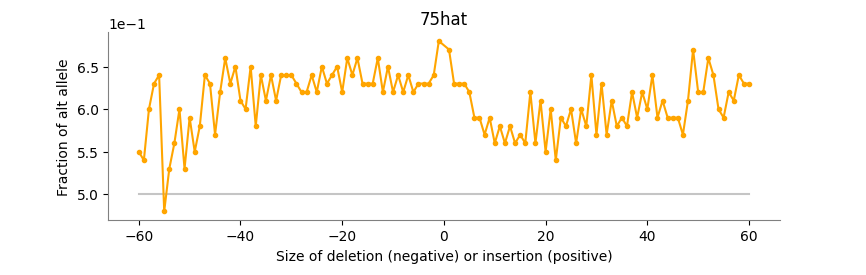 75hat
1e−1
6.5
6.0
5.5
5.0
Fraction of alt allele
−60 −40 −20 0 20 40 60
Size of deletion (negative) or insertion (positive)